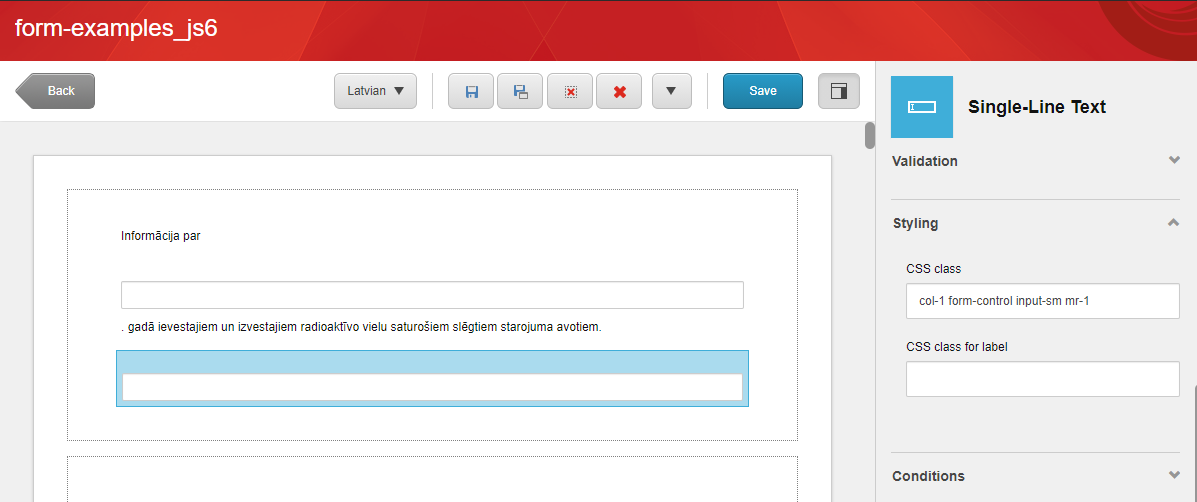 form-examples_js6
Back
Latvian
Save
Single-Line Text
Validation
Styling
CSS class
col-1 form-control input-sm mr-1
CSS class for label
Conditions
Informācija par
. gadā ievestajiem un izvestajiem radioaktīvo vielu saturošiem slēgtiem starojuma avotiem.